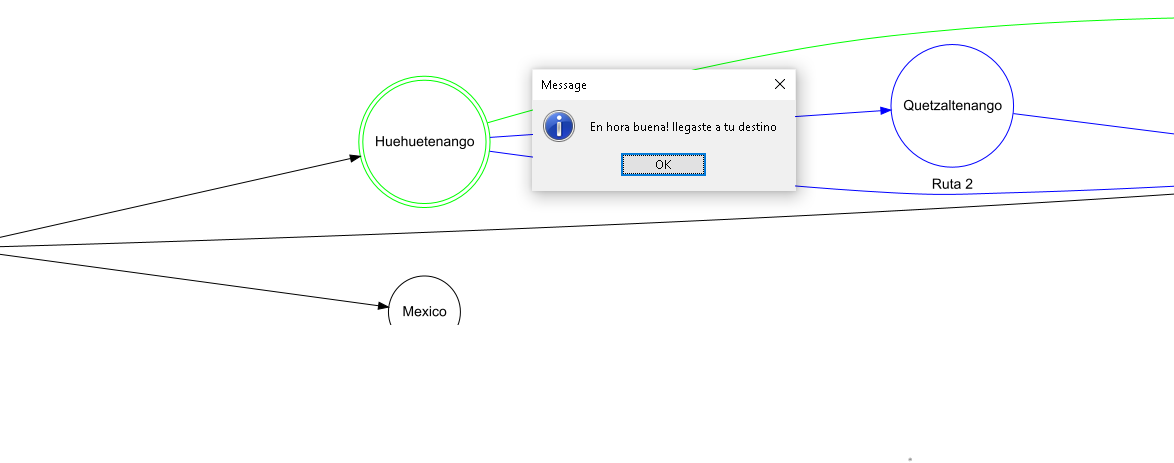 Message
En hora buena! llegaste a tu destino
OK
Huehuetenango
Quetzaltenango
Ruta 2
Mexico